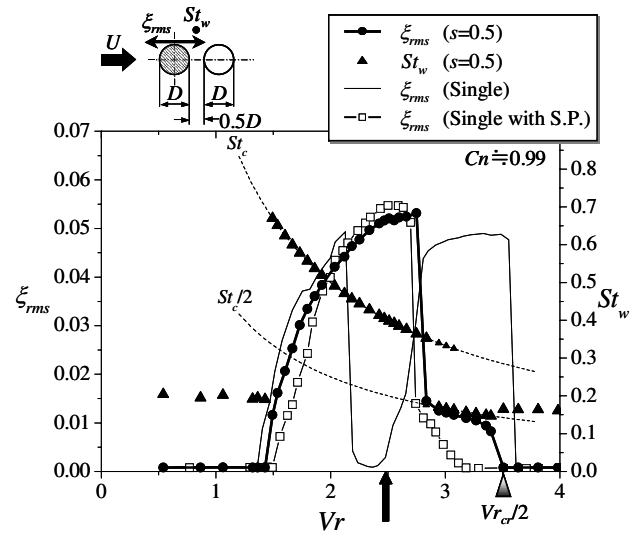 ξrms
Stw
U
D
D
0.5D
ξrms (s=0.5)
Stw (s=0.5)
ξrms (Single)
ξrms (Single with S.P.)
Cn≒0.99
Stc
Stc/2
0.07
0.06
0.05
0.04
0.03
0.02
0.01
0.00
ξrms
0.8
0.7
0.6
0.5
0.4
0.3
0.2
0.1
0.0
Stw
0
1
2
3
4
Vr
Vrcr/2